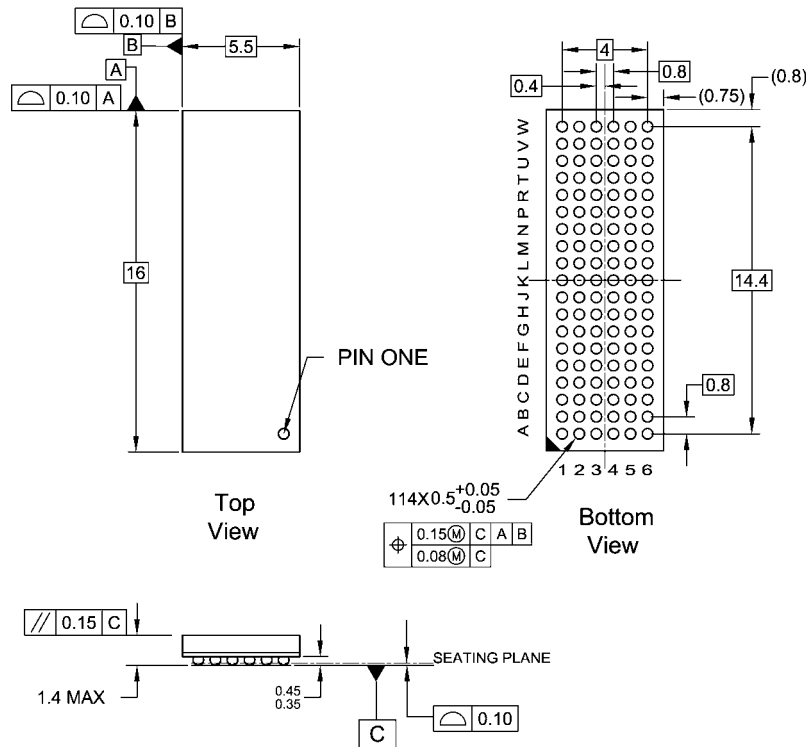 0.10 B
B
5.5
A
0.10 A
16
PIN ONE
Top
View
4
0.4
0.8
(0.8)
(0.75)
A B C D E F G H J K L M N P R T U V W
14.4
0.8
1 2 3 4 5 6
114X0.5 +0.05
-0.05
⌖ 0.15Ⓜ C A B
0.08Ⓜ C
Bottom
View
// 0.15 C
1.4 MAX
0.45
0.35
SEATING PLANE
0.10
C